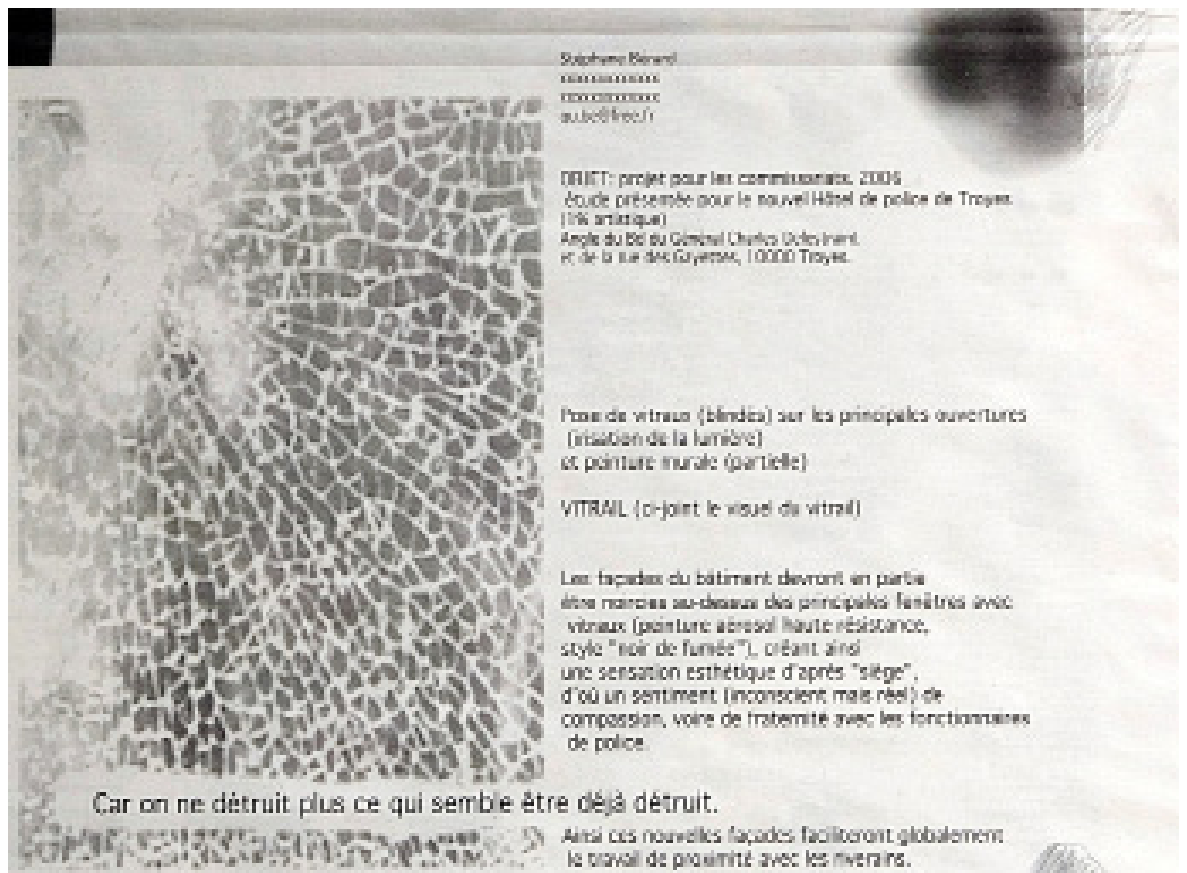 Stéphane Bérard
xxxxxxxxxxxx
xxxxxxxxxxxx
qu.be@free.fr
OBJET: projet pour les commissariats, 2006
étude présentée pour le nouvel Hôtel de police de Troyes
(1% artistique)
Angle du Bd du Général Charles Delestraint
et de la rue des Gayettes, 10000 Troyes.
Pose de vitraux (blindés) sur les principales ouvertures
(irisation de la lumière)
et peinture murale (partielle)
VITRAIL (ci-joint le visuel du vitrail)
Les façades du bâtiment devront en partie
être noircies au-dessus des principales fenêtres avec
vitraux (peinture aérosol haute résistance,
style "noir de fumée"), créant ainsi
une sensation esthétique d'après "siège",
d'où un sentiment (inconscient mais réel) de
compassion, voire de fraternité avec les fonctionnaires
de police.
Car on ne détruit plus ce qui semble être déjà détruit.
Ainsi ces nouvelles façades faciliteront globalement
le travail de proximité avec les riverains.